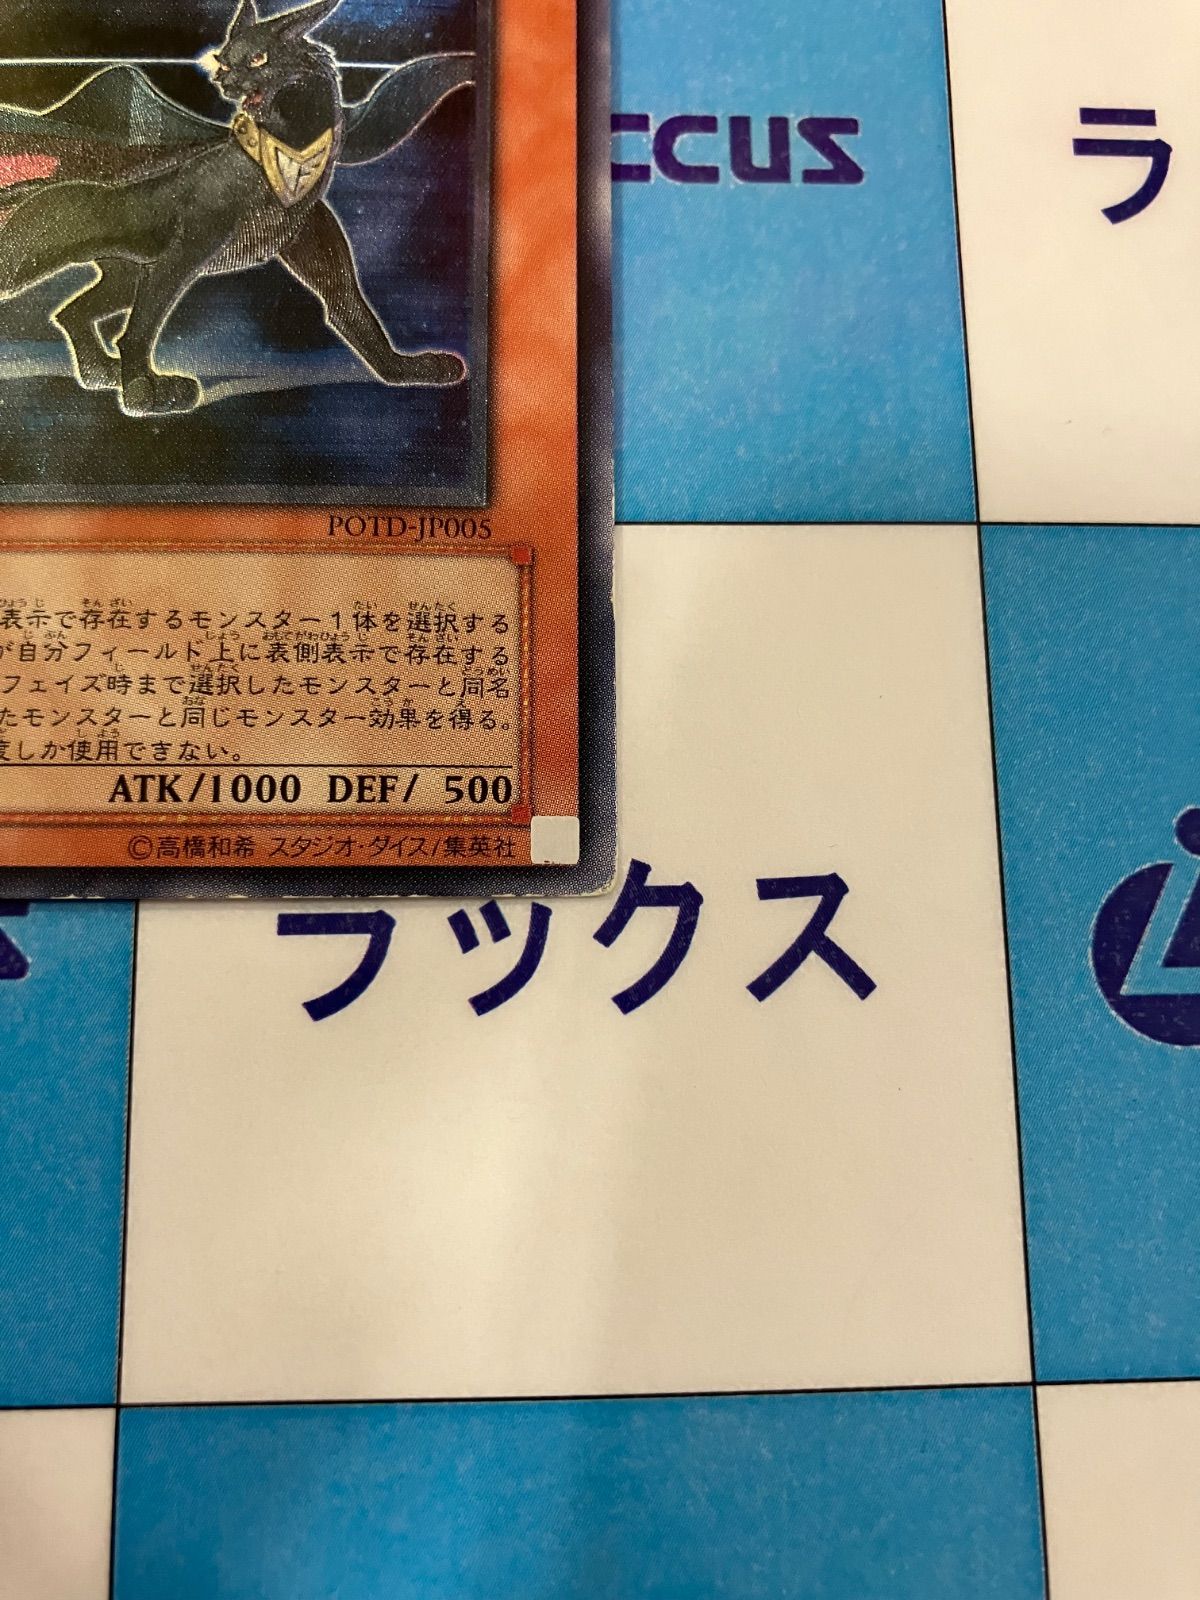 CCUS
ラ
POTD-JP005
表示で存在するモンスター1体を選択する
が自分フィールド上に表側表示で存在する
フェイズ時まで選択したモンスターと同名
たモンスターと同じモンスター効果を得る。
度しか使用できない。
ATK/1000 DEF/ 500
©高橋和希 スタジオ・ダイス/集英社
ラックス